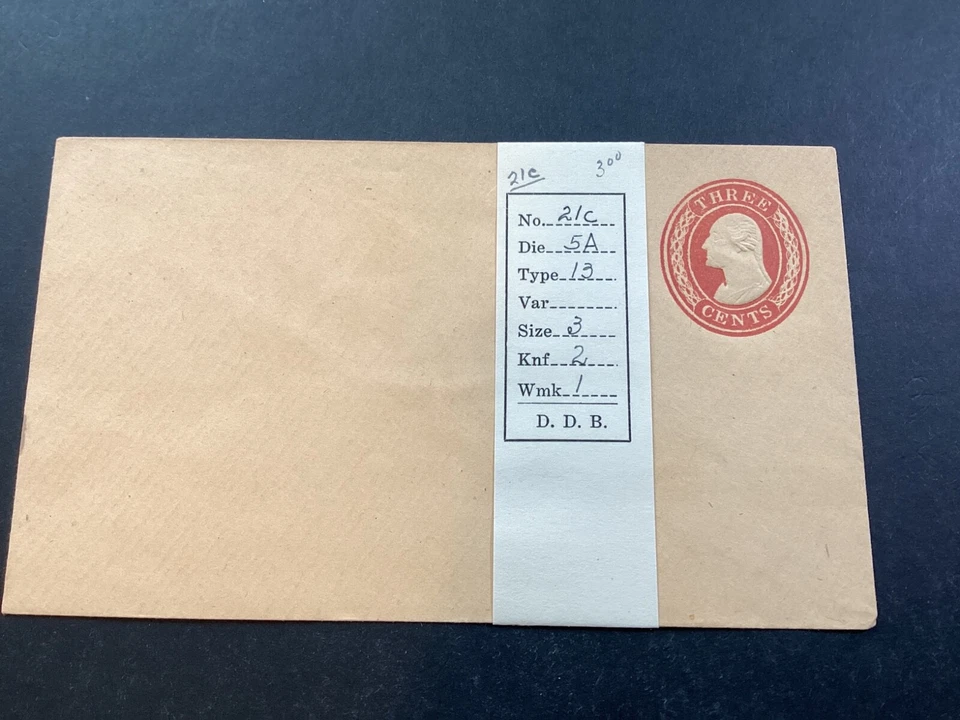 21c 3⁰⁰
No. 21c
Die 5A
Type 13
Var
Size 3
Knf 2
Wmk 1
D. D. B.
THREE
CENTS